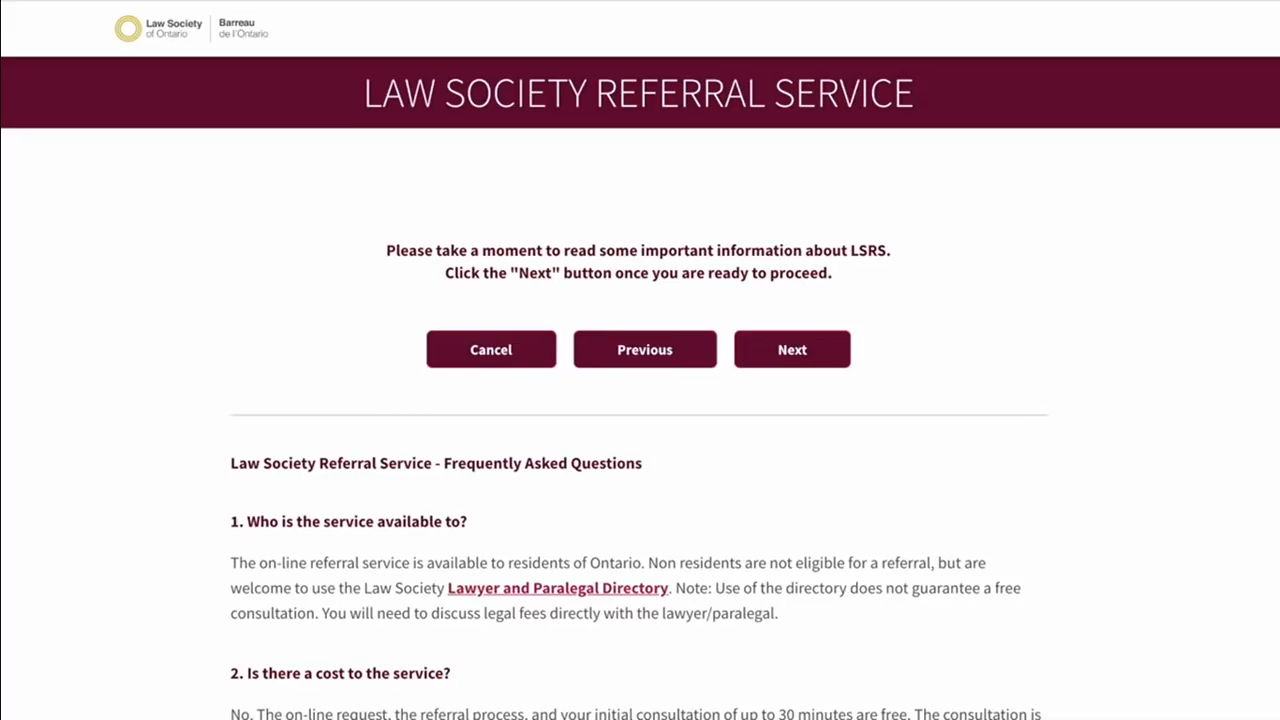 Law Society
of Ontario
Barreau
de l'Ontario
LAW SOCIETY REFERRAL SERVICE
Please take a moment to read some important information about LSRS.
Click the "Next" button once you are ready to proceed.
Cancel
Previous
Next
Law Society Referral Service - Frequently Asked Questions
1. Who is the service available to?
The on-line referral service is available to residents of Ontario. Non residents are not eligible for a referral, but are
welcome to use the Law Society Lawyer and Paralegal Directory. Note: Use of the directory does not guarantee a free
consultation. You will need to discuss legal fees directly with the lawyer/paralegal.
2. Is there a cost to the service?
No. The on-line request, the referral process, and your initial consultation of up to 30 minutes are free. The consultation is